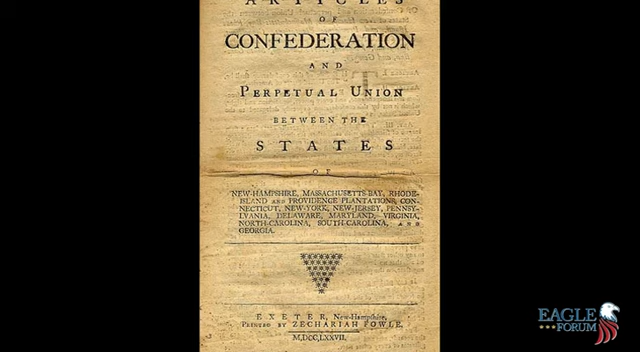 ARTICLES
OF
CONFEDERATION
AND
PERPETUAL UNION
BETWEEN THE
STATES
OF
NEW-HAMPSHIRE, MASSACHUSETTS-BAY, RHODE-
ISLAND AND PROVIDENCE PLANTATIONS, CON-
NECTICUT, NEW-YORK, NEW-JERSEY, PENNSY-
LVANIA, DELAWARE, MARYLAND, VIRGINIA,
NORTH-CAROLINA, SOUTH-CAROLINA, AND
GEORGIA.
EXETER, New-Hampshire,
PRINTED BY ZECHARIAH FOWLE,
M,DCC,LXXVII.
EAGLE
FORUM